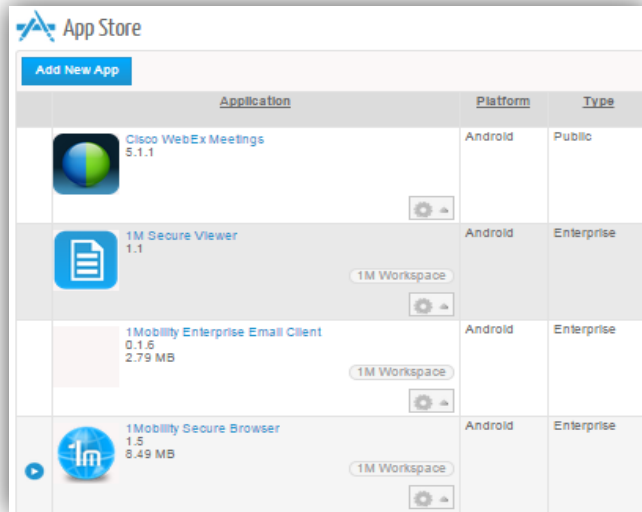 App Store
Add New App
Application Platform Type
Cisco WebEx Meetings Android Public
5.1.1
1M Secure Viewer Android Enterprise
1.1
1M Workspace
1Mobility Enterprise Email Client Android Enterprise
0.1.6
2.79 MB
1M Workspace
1Mobility Secure Browser Android Enterprise
1.5
8.49 MB
1m
1M Workspace